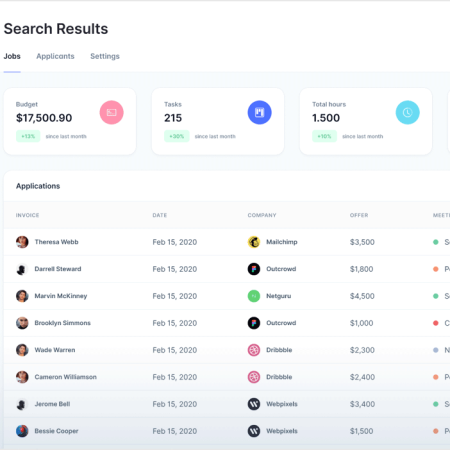 Search Results
Jobs Applicants Settings
Budget Tasks Total hours
$17,500.90 215 1.500
+13% since last month +30% since last month +10% since last month
Applications
INVOICE DATE COMPANY OFFER MEET
Theresa Webb Feb 15, 2020 Mailchimp $3,500 S
Darrell Steward Feb 15, 2020 Outcrowd $1,800 P
Marvin McKinney Feb 15, 2020 Netguru $4,500 S
Brooklyn Simmons Feb 15, 2020 Outcrowd $1,000 C
Wade Warren Feb 15, 2020 Dribbble $2,300 N
Cameron Williamson Feb 15, 2020 Dribbble $2,400 P
Jerome Bell Feb 15, 2020 Webpixels $3,400 S
Bessie Cooper Feb 15, 2020 Webpixels $1,500 P